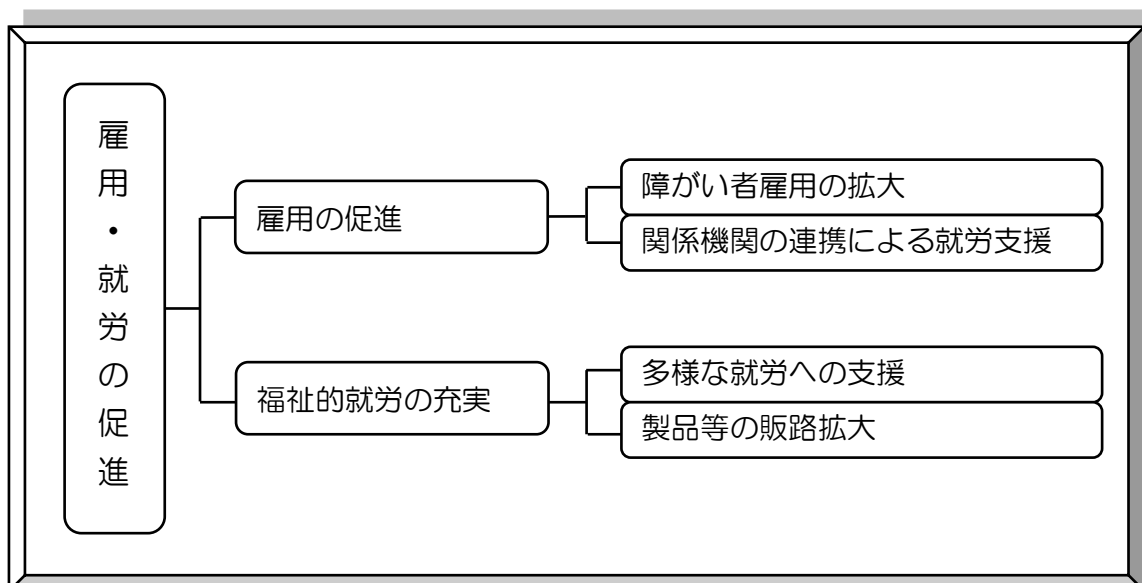 雇用・就労の促進
雇用の促進
障がい者雇用の拡大
関係機関の連携による就労支援
福祉的就労の充実
多様な就労への支援
製品等の販路拡大